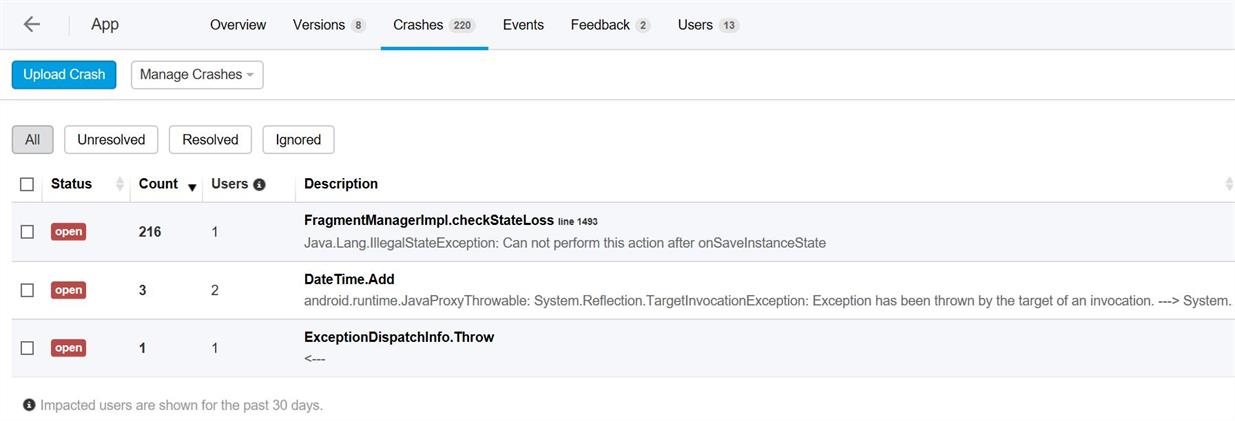 App Overview Versions 8 Crashes 220 Events Feedback 2 Users 13
Upload Crash Manage Crashes
All Unresolved Resolved Ignored
Status Count Users Description
open 216 1 FragmentManagerImpl.checkStateLoss line 1493
Java.Lang.IllegalStateException: Can not perform this action after onSaveInstanceState
open 3 2 DateTime.Add
android.runtime.JavaProxyThrowable: System.Reflection.TargetInvocationException: Exception has been thrown by the target of an invocation. ---> System.
open 1 1 ExceptionDispatchInfo.Throw
<---
Impacted users are shown for the past 30 days.